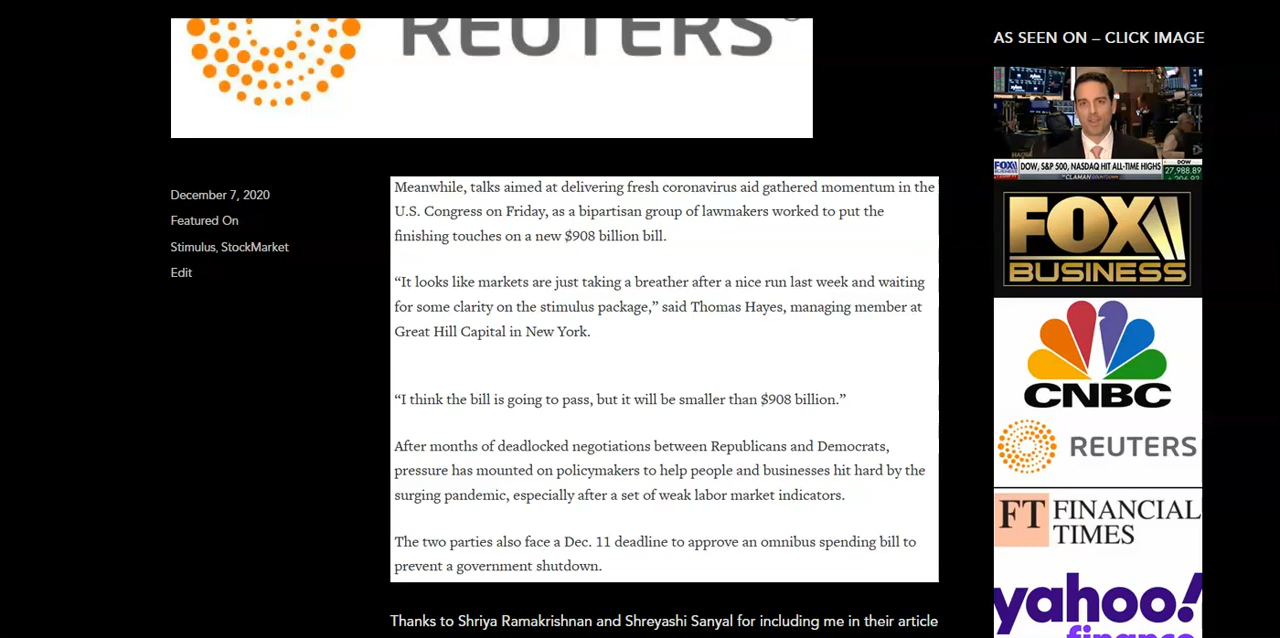 REUTERS
AS SEEN ON – CLICK IMAGE
FOX
BUSINESS
DOW, S&P 500, NASDAQ HIT ALL-TIME HIGHS
DOW
27,988.89
CLAMAN COUNTDOWN
FOX
BUSINESS
CNBC
REUTERS
FT FINANCIAL
TIMES
yahoo!
finance
December 7, 2020
Featured On
Stimulus, StockMarket
Edit
Meanwhile, talks aimed at delivering fresh coronavirus aid gathered momentum in the
U.S. Congress on Friday, as a bipartisan group of lawmakers worked to put the
finishing touches on a new $908 billion bill.
“It looks like markets are just taking a breather after a nice run last week and waiting
for some clarity on the stimulus package,” said Thomas Hayes, managing member at
Great Hill Capital in New York.
“I think the bill is going to pass, but it will be smaller than $908 billion.”
After months of deadlocked negotiations between Republicans and Democrats,
pressure has mounted on policymakers to help people and businesses hit hard by the
surging pandemic, especially after a set of weak labor market indicators.
The two parties also face a Dec. 11 deadline to approve an omnibus spending bill to
prevent a government shutdown.
Thanks to Shriya Ramakrishnan and Shreyashi Sanyal for including me in their article